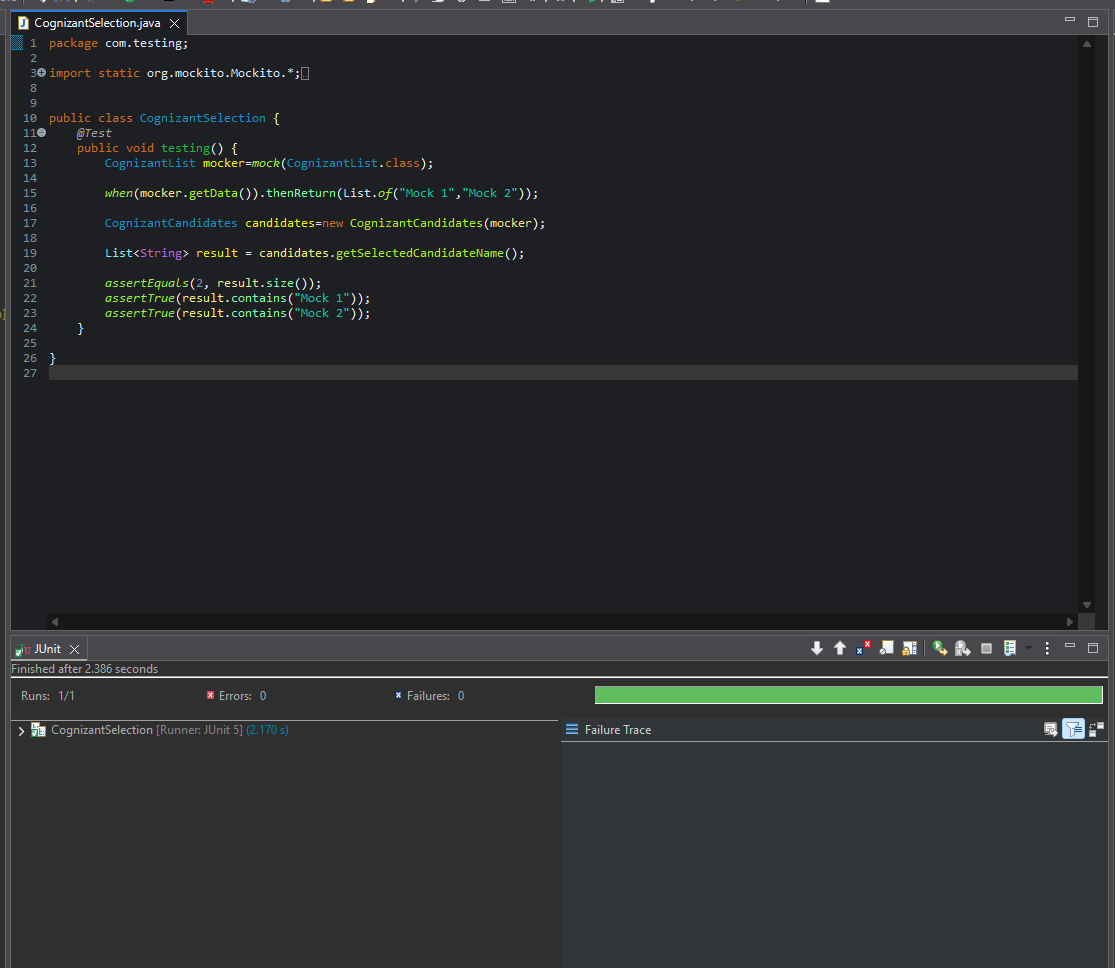 CognizantSelection.java
1 package com.testing;
2
3 import static org.mockito.Mockito.*;
8
9
10 public class CognizantSelection {
11 @Test
12 public void testing() {
13 CognizantList mocker=mock(CognizantList.class);
14
15 when(mocker.getData()).thenReturn(List.of("Mock 1","Mock 2"));
16
17 CognizantCandidates candidates=new CognizantCandidates(mocker);
18
19 List<String> result = candidates.getSelectedCandidateName();
20
21 assertEquals(2, result.size());
22 assertTrue(result.contains("Mock 1"));
23 assertTrue(result.contains("Mock 2"));
24 }
25
26 }
27
JUnit
Finished after 2.386 seconds
Runs: 1/1 Errors: 0 Failures: 0
CognizantSelection [Runner: JUnit 5] (2.170 s)
Failure Trace